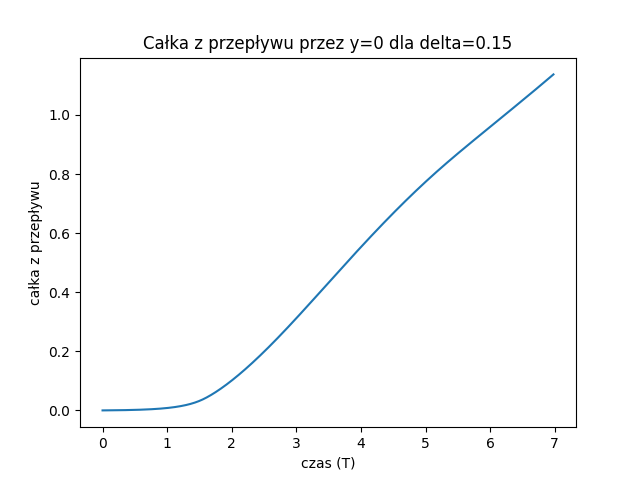 Całka z przepływu przez y=0 dla delta=0.15
całka z przepływu
1.0
0.8
0.6
0.4
0.2
0.0
0 1 2 3 4 5 6 7
czas (T)